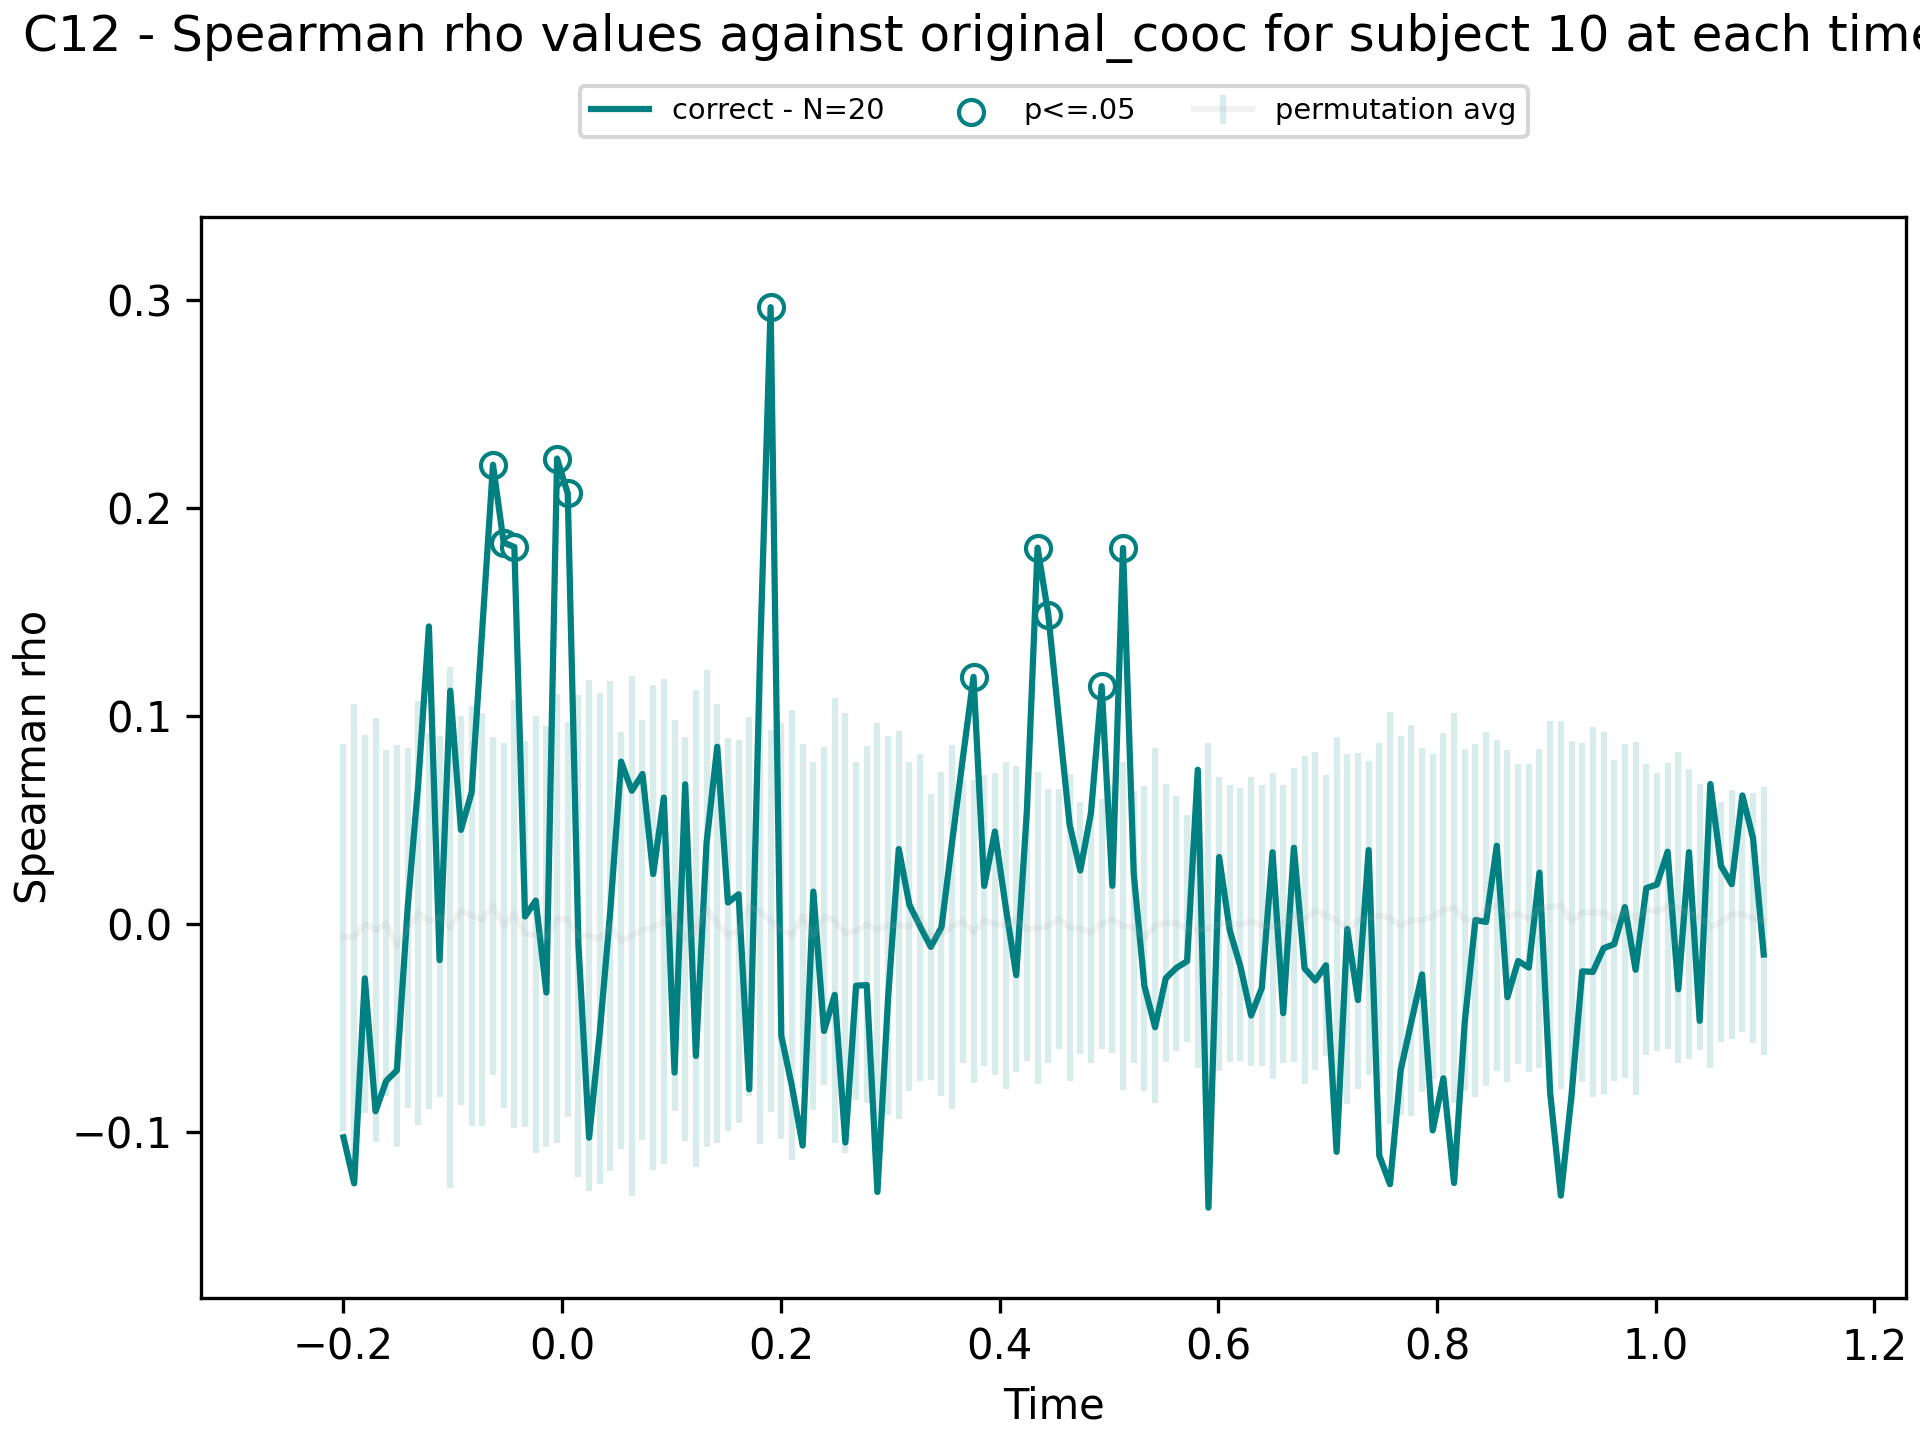 C12 - Spearman rho values against original_cooc for subject 10 at each time
correct - N=20 p<=.05 permutation avg
0.3
0.2
0.1
0.0
−0.1
Spearman rho
−0.2 0.0 0.2 0.4 0.6 0.8 1.0 1.2
Time